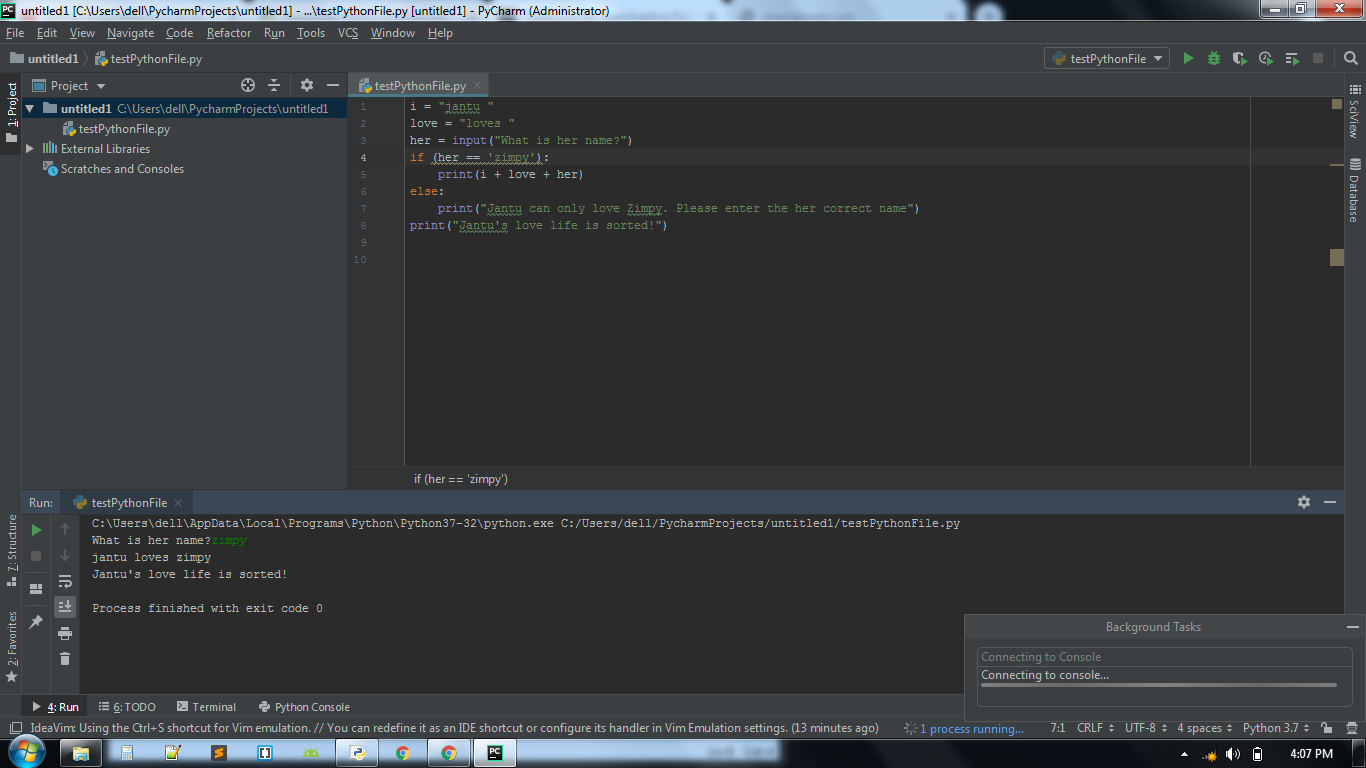 untitled1 [C:\Users\dell\PycharmProjects\untitled1] - ...\testPythonFile.py [untitled1] - PyCharm (Administrator)
File Edit View Navigate Code Refactor Run Tools VCS Window Help
untitled1 testPythonFile.py testPythonFile
1: Project
Project
testPythonFile.py
untitled1 C:\Users\dell\PycharmProjects\untitled1
testPythonFile.py
External Libraries
Scratches and Consoles
1 i = "jantu "
2 love = "loves "
3 her = input("What is her name?")
4 if (her == 'zimpy'):
5 print(i + love + her)
6 else:
7 print("Jantu can only love Zimpy. Please enter the her correct name")
8 print("Jantu's love life is sorted!")
9
10
SciView
Database
if (her == 'zimpy')
Run: testPythonFile
C:\Users\dell\AppData\Local\Programs\Python\Python37-32\python.exe C:/Users/dell/PycharmProjects/untitled1/testPythonFile.py
What is her name?zimpy
jantu loves zimpy
Jantu's love life is sorted!
Process finished with exit code 0
7: Structure
2: Favorites
Background Tasks
Connecting to Console
Connecting to console...
4: Run 6: TODO Terminal Python Console
IdeaVim: Using the Ctrl+S shortcut for Vim emulation. // You can redefine it as an IDE shortcut or configure its handler in Vim Emulation settings. (13 minutes ago) 1 process running... 7:1 CRLF UTF-8 4 spaces Python 3.7
PC
4:07 PM